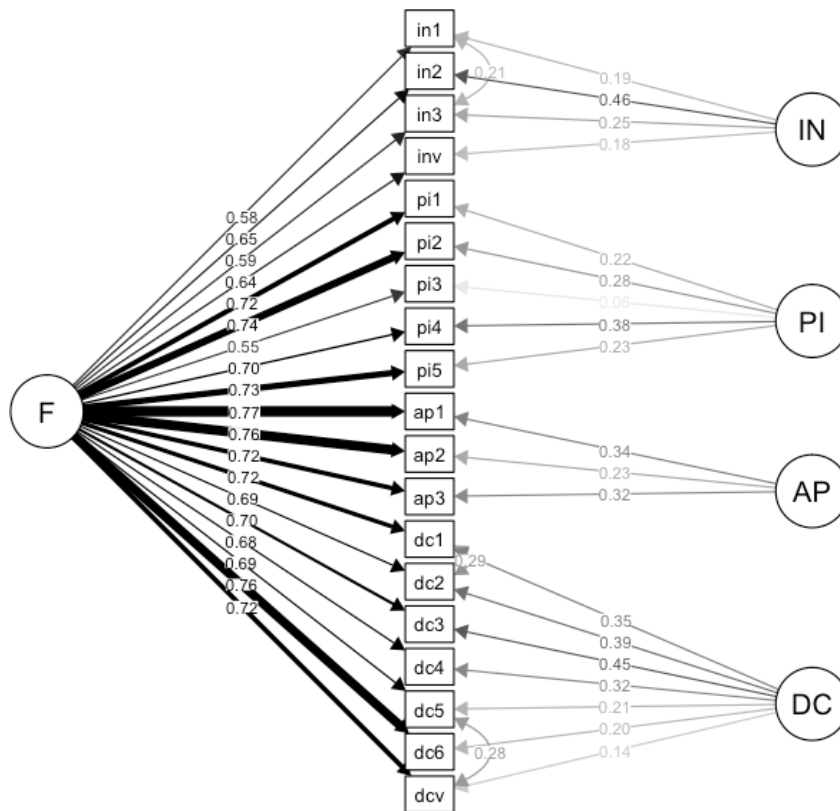 in1
in2
0.21
0.19
in3
0.46
IN
0.25
inv
0.18
pi1
0.58
0.65
pi2
0.59
0.22
0.64
pi3
0.28
0.72
0.06
PI
0.74
pi4
0.38
0.55
0.23
0.70
pi5
0.73
F
0.77
ap1
0.76
ap2
0.34
0.72
0.23
AP
0.72
ap3
0.32
0.69
dc1
0.70
0.29
0.68
dc2
0.69
0.76
dc3
0.35
0.72
0.39
dc4
0.45
0.32
DC
dc5
0.21
0.20
dc6
0.28
0.14
dcv